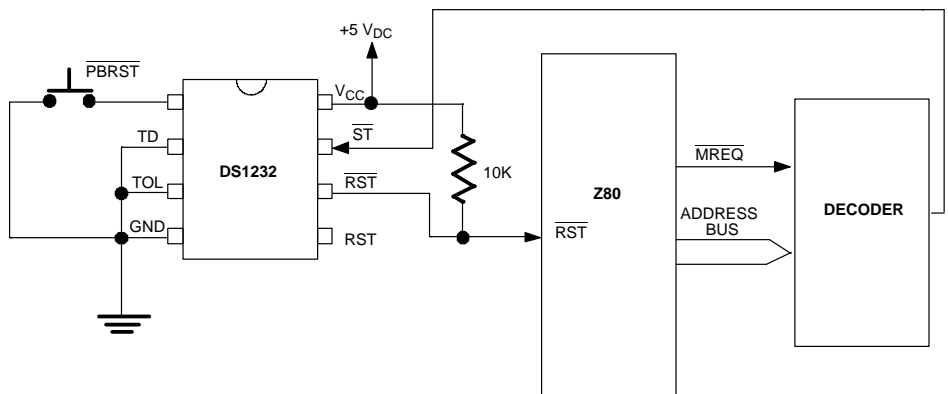 +5 VDC
PBRST
VCC
TD
ST
DS1232
TOL
RST
10K
GND
RST
Z80
RST
MREQ
ADDRESS
BUS
DECODER